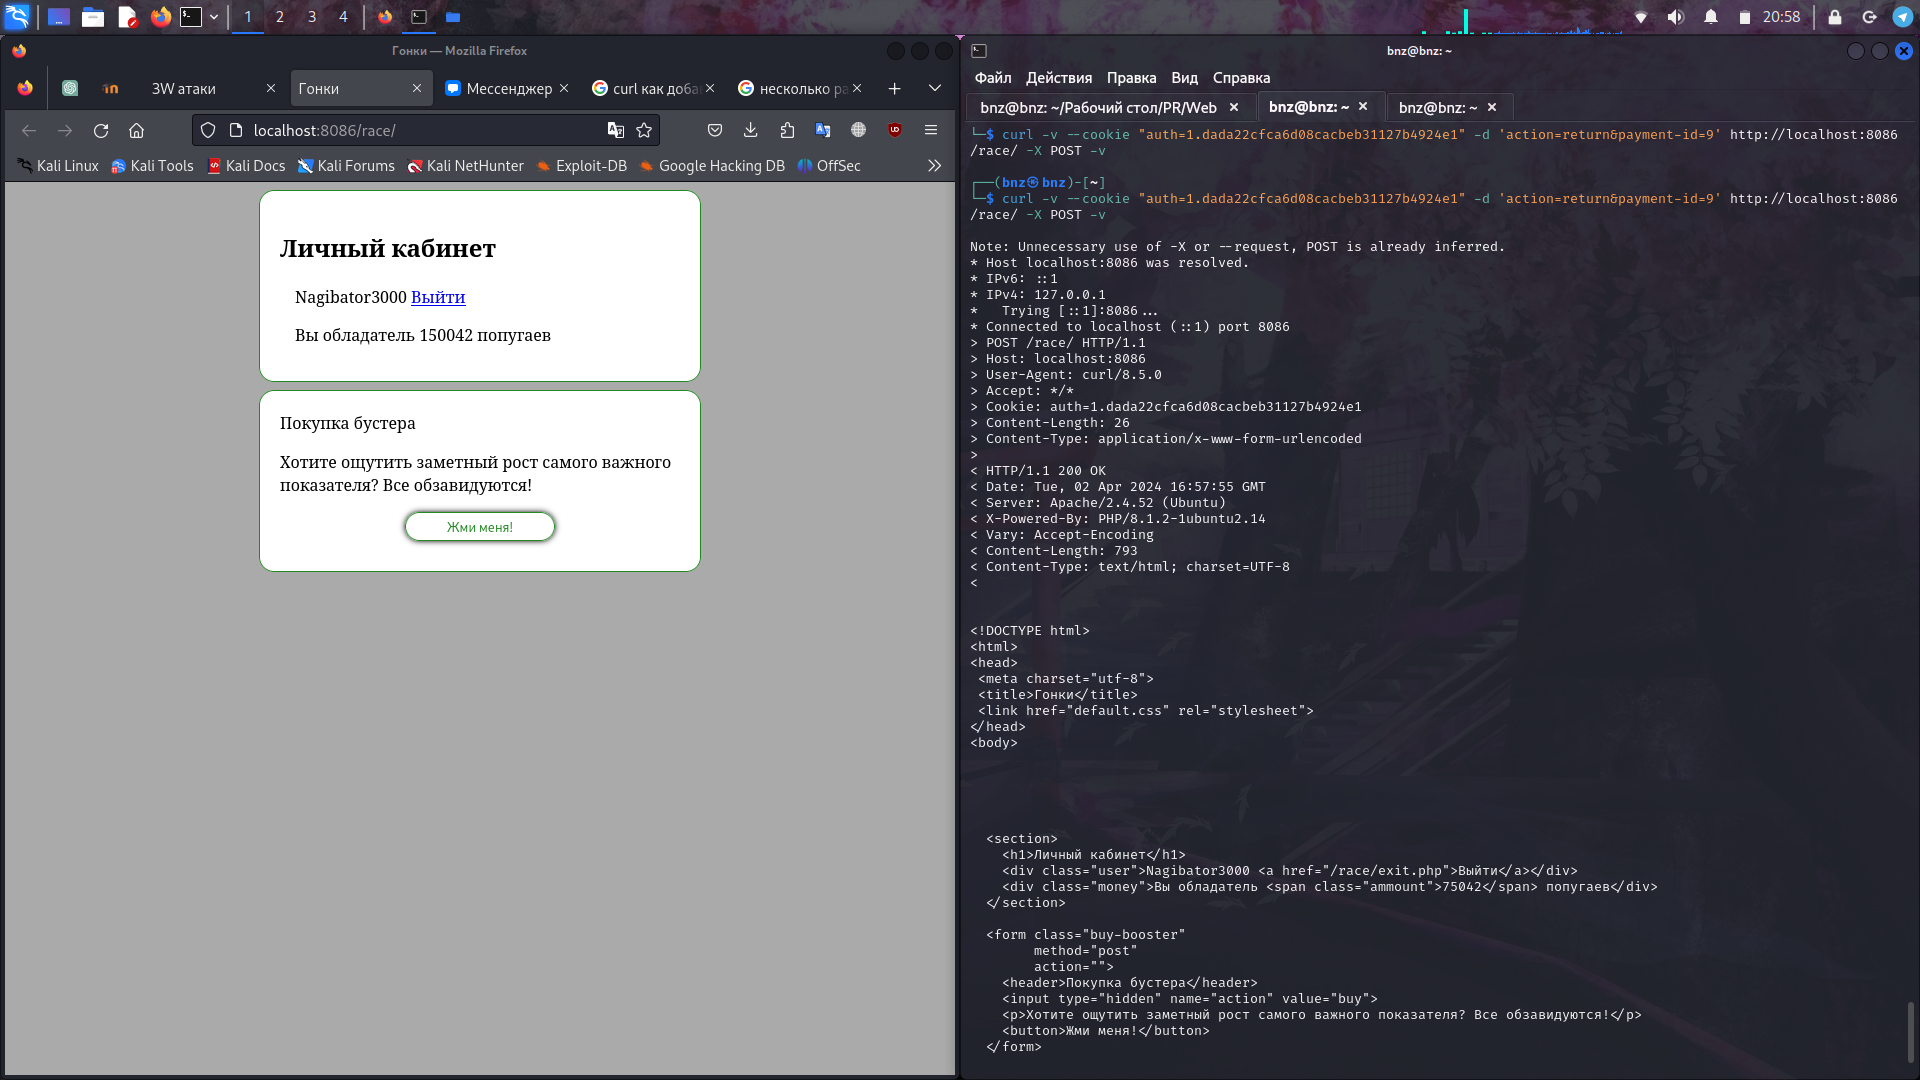 1
2
3
4
20:58
Гонки — Mozilla Firefox
3W атаки
Гонки
Мессенджер
curl как доба
несколько ра
localhost:8086/race/
Kali Linux
Kali Tools
Kali Docs
Kali Forums
Kali NetHunter
Exploit-DB
Google Hacking DB
OffSec
Личный кабинет
Nagibator3000 Выйти
Вы обладатель 150042 попугаев
Покупка бустера
Хотите ощутить заметный рост самого важного
показателя? Все обзавидуются!
Жми меня!
bnz@bnz: ~
Файл Действия Правка Вид Справка
bnz@bnz: ~/Рабочий стол/PR/Web
bnz@bnz: ~
bnz@bnz: ~
└─$ curl -v --cookie "auth=1.dada22cfca6d08cacbeb31127b4924e1" -d 'action=return&payment-id=9' http://localhost:8086
/race/ -X POST -v
┌──(bnz㉿bnz)-[~]
└─$ curl -v --cookie "auth=1.dada22cfca6d08cacbeb31127b4924e1" -d 'action=return&payment-id=9' http://localhost:8086
/race/ -X POST -v
Note: Unnecessary use of -X or --request, POST is already inferred.
* Host localhost:8086 was resolved.
* IPv6: ::1
* IPv4: 127.0.0.1
*   Trying [::1]:8086...
* Connected to localhost (::1) port 8086
> POST /race/ HTTP/1.1
> Host: localhost:8086
> User-Agent: curl/8.5.0
> Accept: */*
> Cookie: auth=1.dada22cfca6d08cacbeb31127b4924e1
> Content-Length: 26
> Content-Type: application/x-www-form-urlencoded
>
< HTTP/1.1 200 OK
< Date: Tue, 02 Apr 2024 16:57:55 GMT
< Server: Apache/2.4.52 (Ubuntu)
< X-Powered-By: PHP/8.1.2-1ubuntu2.14
< Vary: Accept-Encoding
< Content-Length: 793
< Content-Type: text/html; charset=UTF-8
<
<!DOCTYPE html>
<html>
<head>
 <meta charset="utf-8">
 <title>Гонки</title>
 <link href="default.css" rel="stylesheet">
</head>
<body>
  <section>
    <h1>Личный кабинет</h1>
    <div class="user">Nagibator3000 <a href="/race/exit.php">Выйти</a></div>
    <div class="money">Вы обладатель <span class="ammount">75042</span> попугаев</div>
  </section>
  <form class="buy-booster"
        method="post"
        action="">
    <header>Покупка бустера</header>
    <input type="hidden" name="action" value="buy">
    <p>Хотите ощутить заметный рост самого важного показателя? Все обзавидуются!</p>
    <button>Жми меня!</button>
  </form>